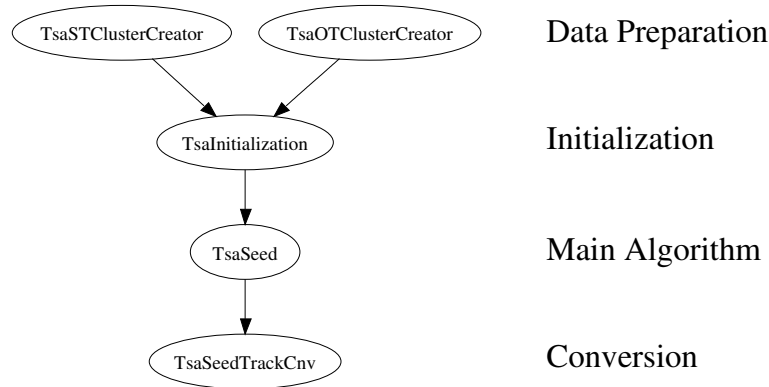 TsaSTClusterCreator TsaOTClusterCreator Data Preparation
TsaInitialization Initialization
TsaSeed Main Algorithm
TsaSeedTrackCnv Conversion